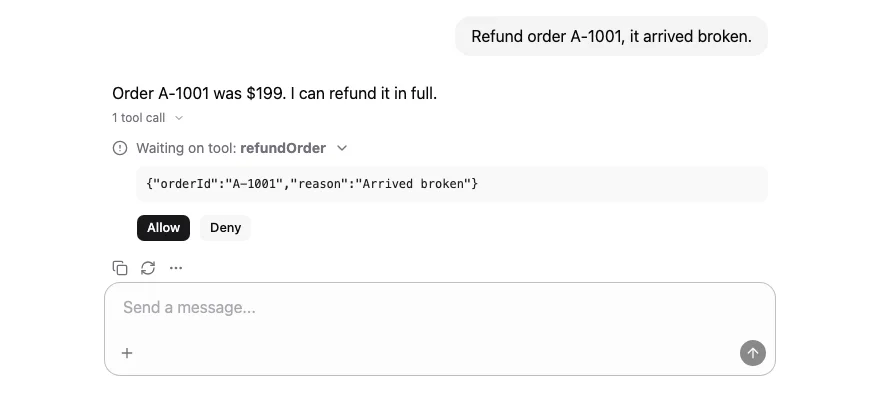 Refund order A-1001, it arrived broken.
Order A-1001 was $199. I can refund it in full.
1 tool call
Waiting on tool: refundOrder
{"orderId":"A-1001","reason":"Arrived broken"}
Allow Deny
Send a message...